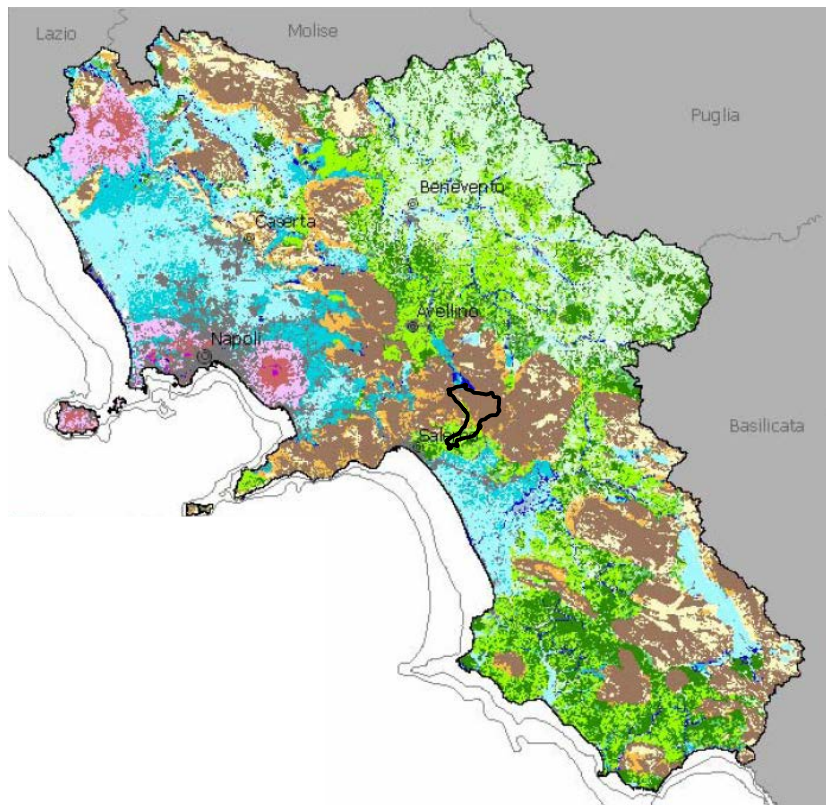 Lazio
Molise
Puglia
Benevento
Caserta
Avellino
Napoli
Basilicata